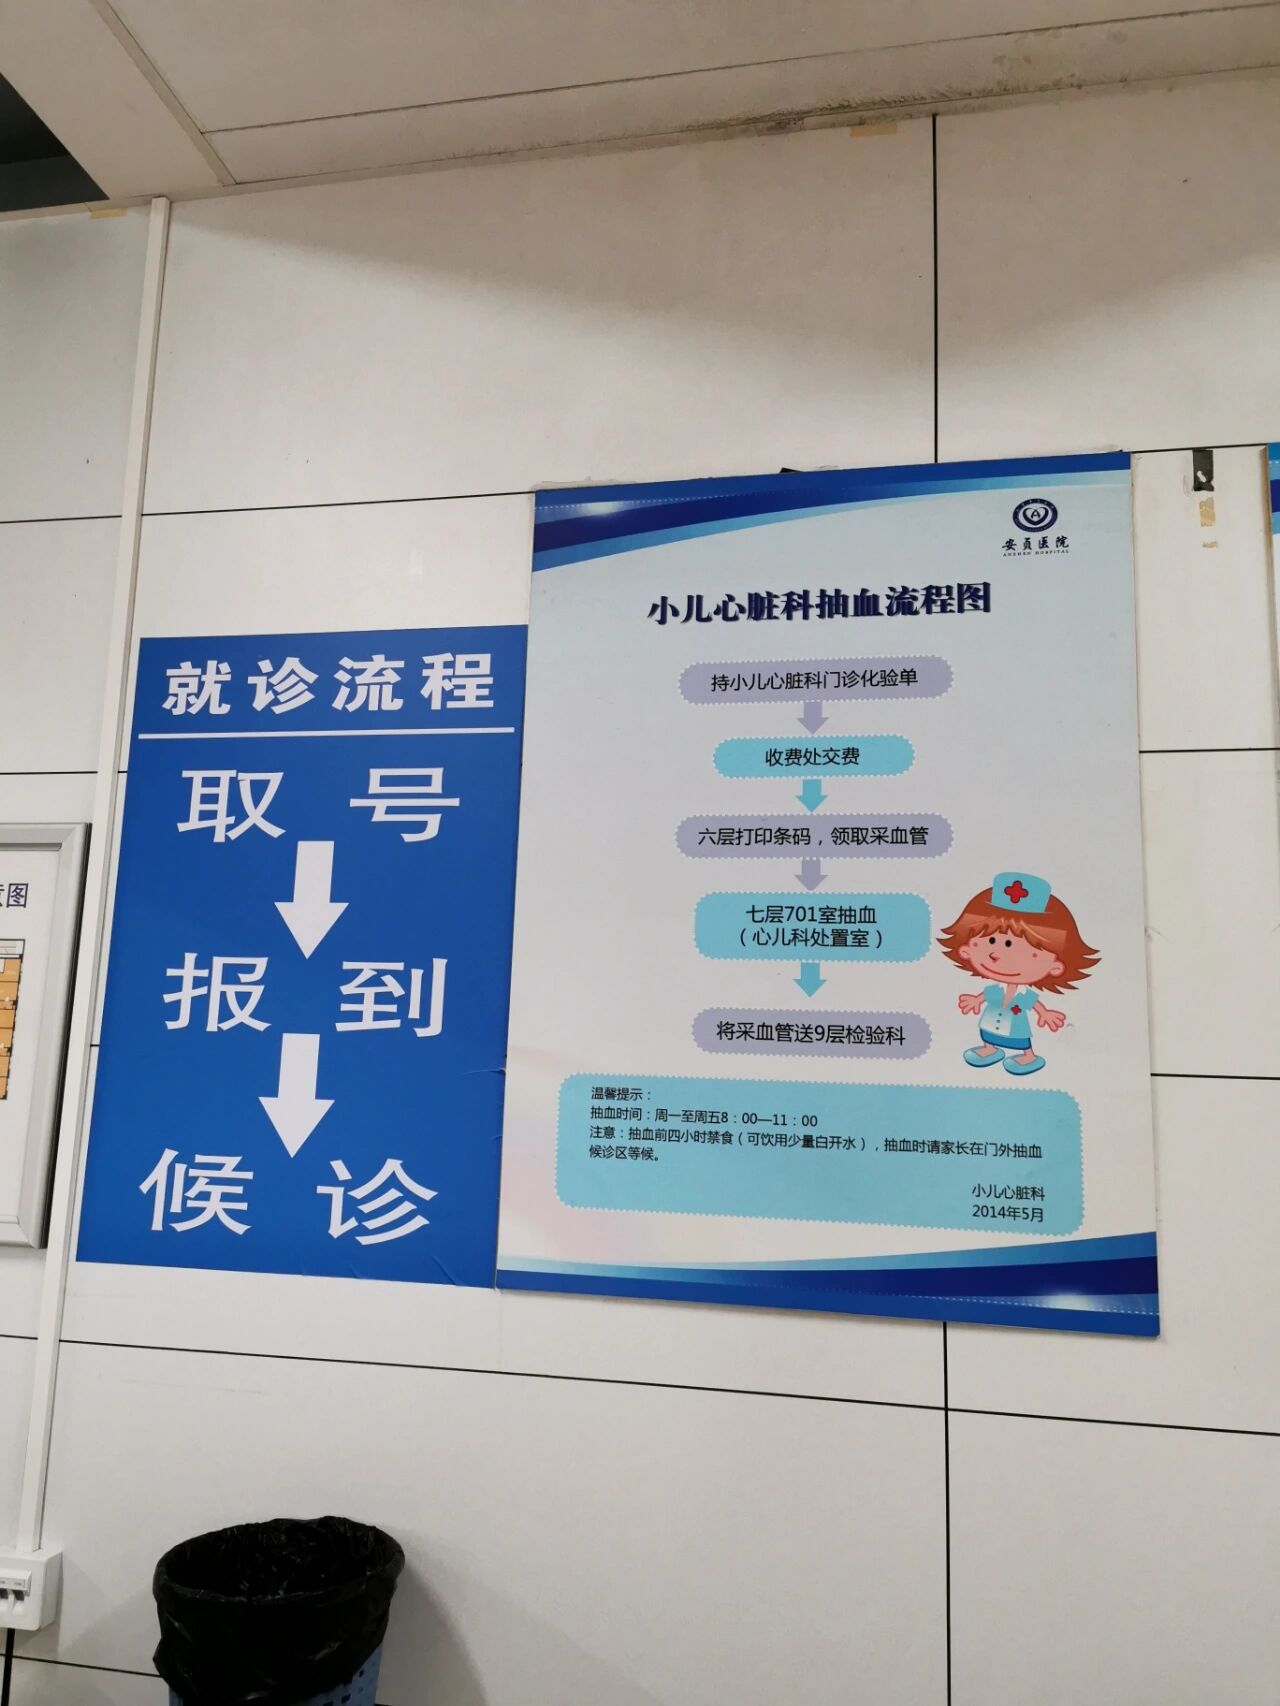 就诊流程
取号
报到
候诊
安贞医院
ANZHEN HOSPITAL
小儿心脏科抽血流程图
持小儿心脏科门诊化验单
收费处交费
六层打印条码，领取采血管
七层701室抽血
（心儿科处置室）
将采血管送9层检验科
温馨提示：
抽血时间：周一至周五8：00—11：00
注意：抽血前四小时禁食（可饮用少量白开水），抽血时请家长在门外抽血
候诊区等候。
小儿心脏科
2014年5月
图